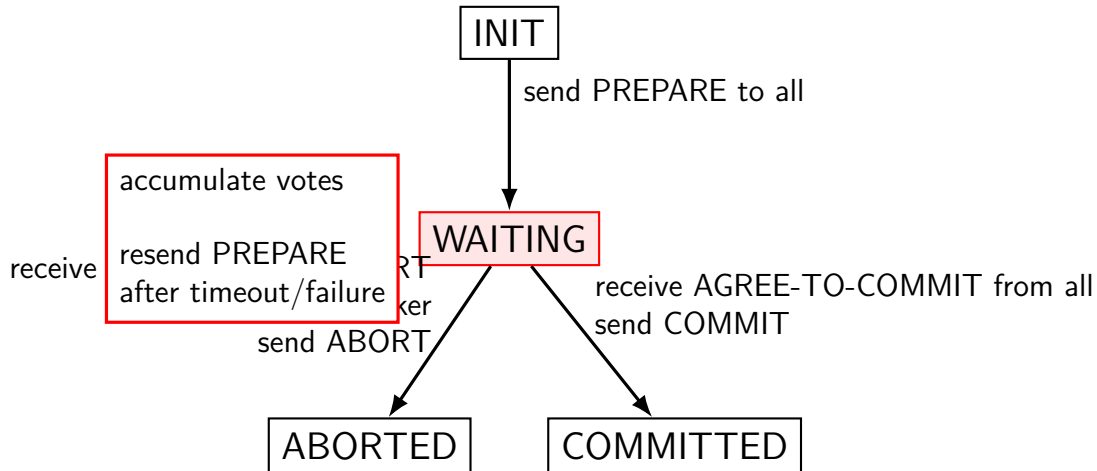 INIT
send PREPARE to all
accumulate votes
resend PREPARE
after timeout/failure
WAITING
receive
send ABORT
receive AGREE-TO-COMMIT from all
send COMMIT
ABORTED
COMMITTED